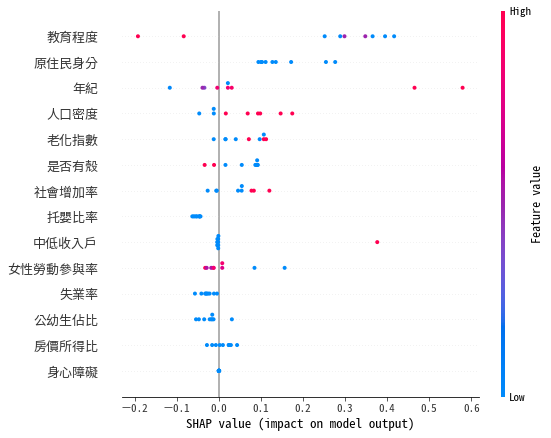 High
教育程度
原住民身分
年紀
人口密度
老化指數
是否有殼
社會增加率
托嬰比率
中低收入戶
女性勞動參與率
失業率
公幼生佔比
房價所得比
身心障礙
Feature value
Low
−0.2 −0.1 0.0 0.1 0.2 0.3 0.4 0.5 0.6
SHAP value (impact on model output)